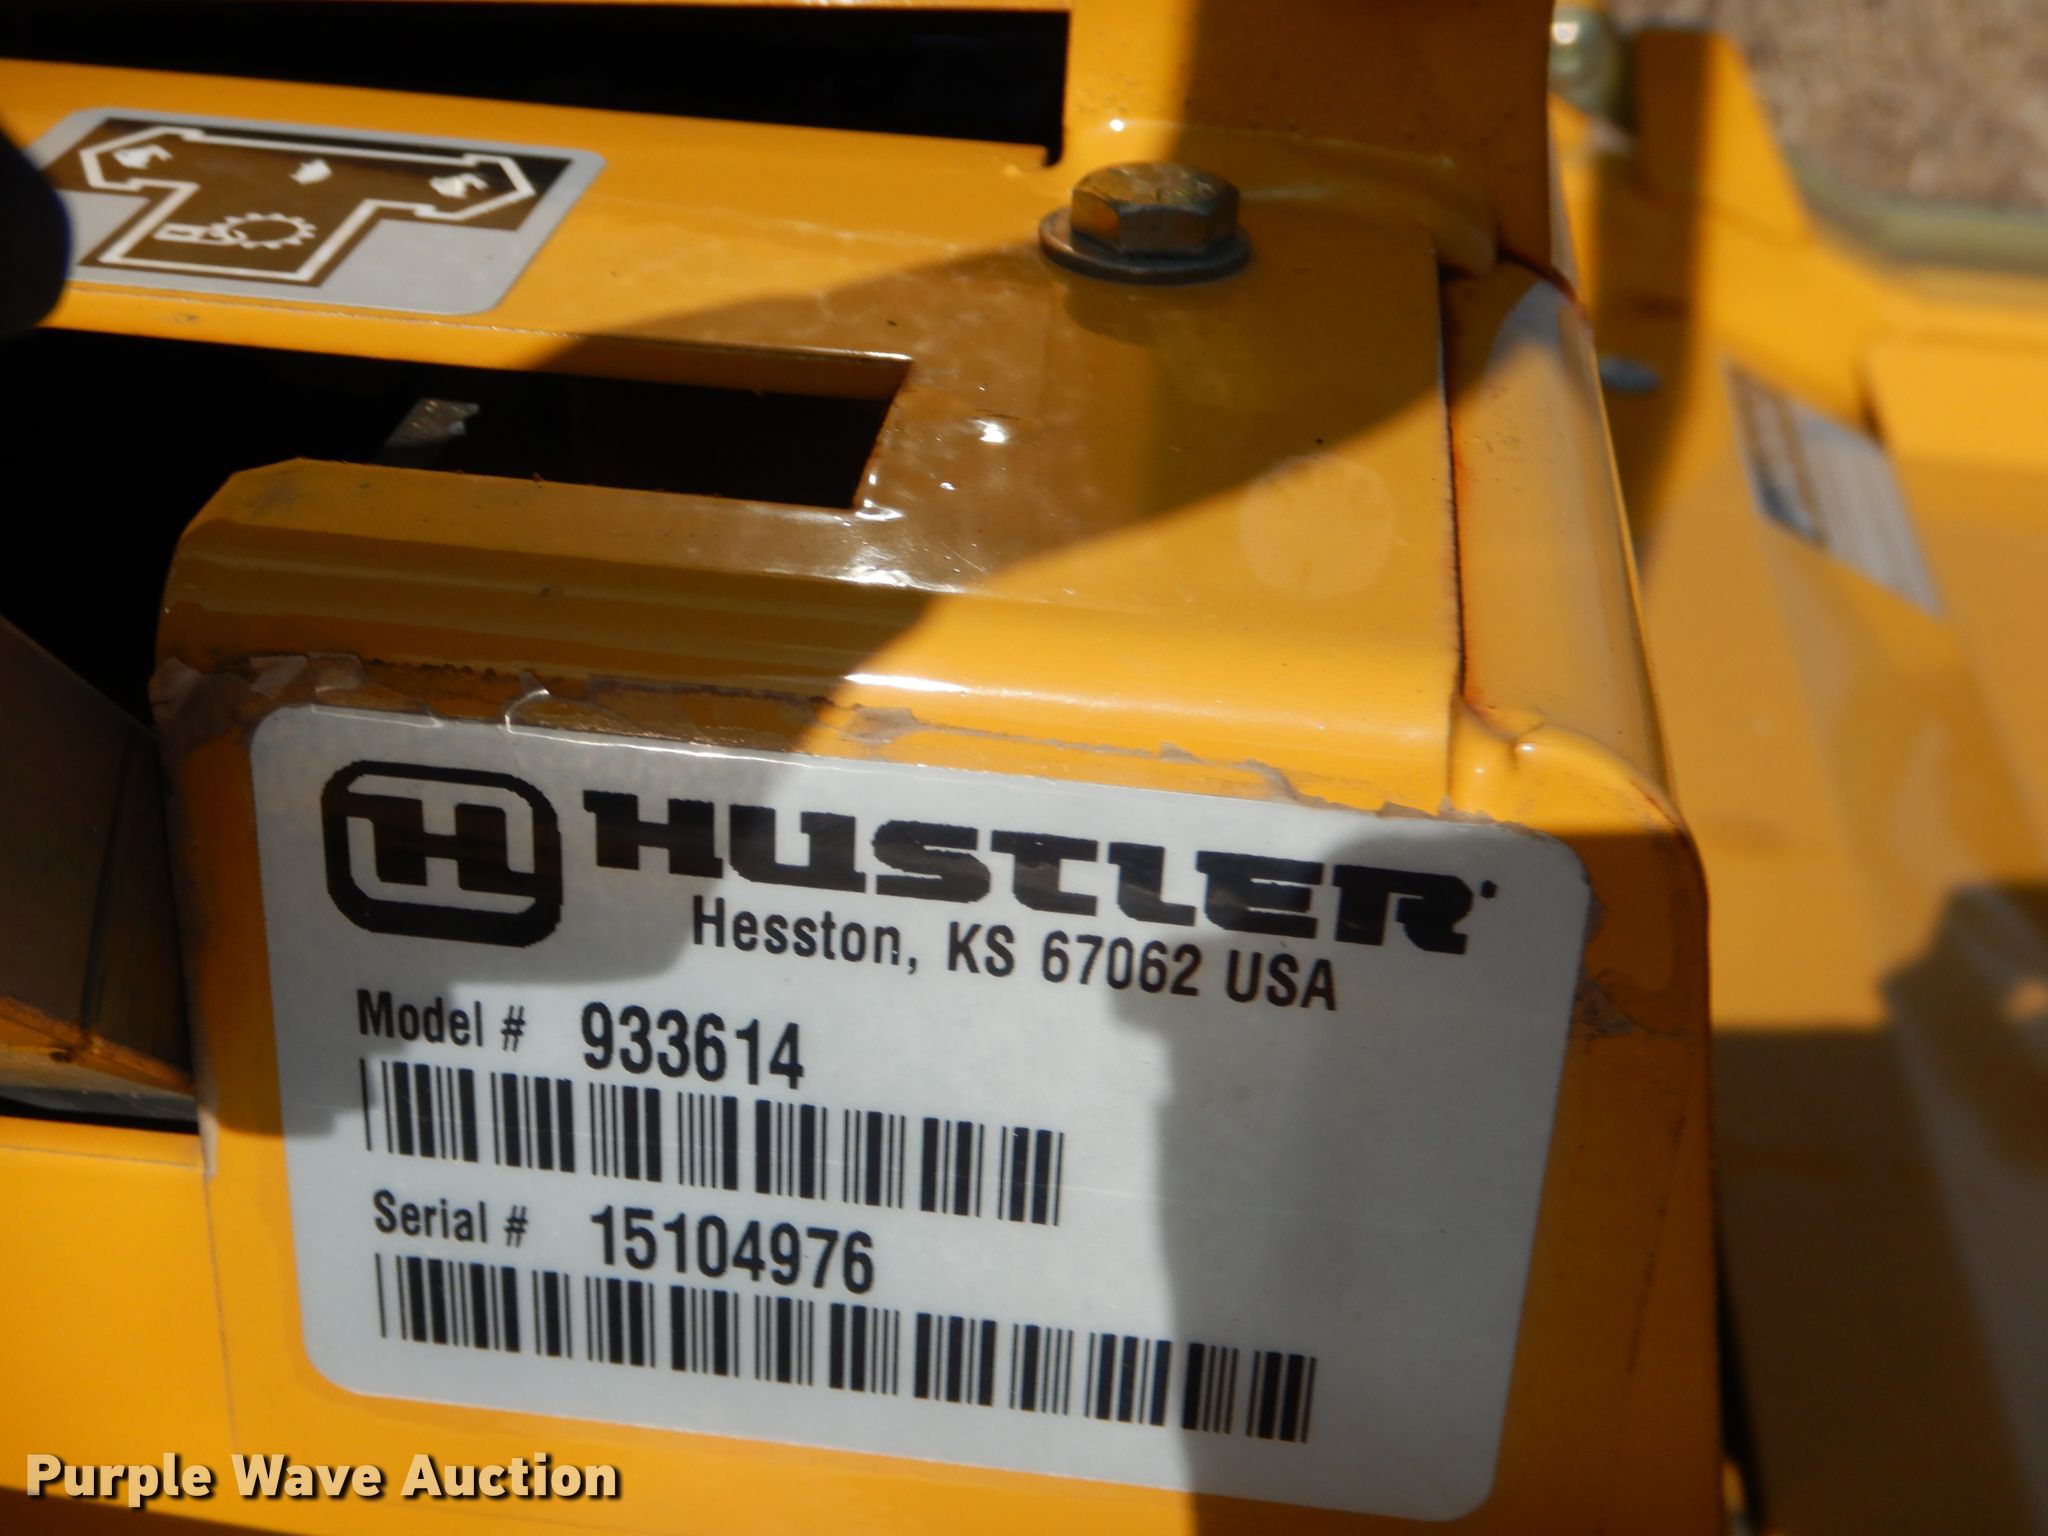 H HUSTLER
Hesston, KS 67062 USA
Model # 933614
Serial # 15104976
Purple Wave Auction